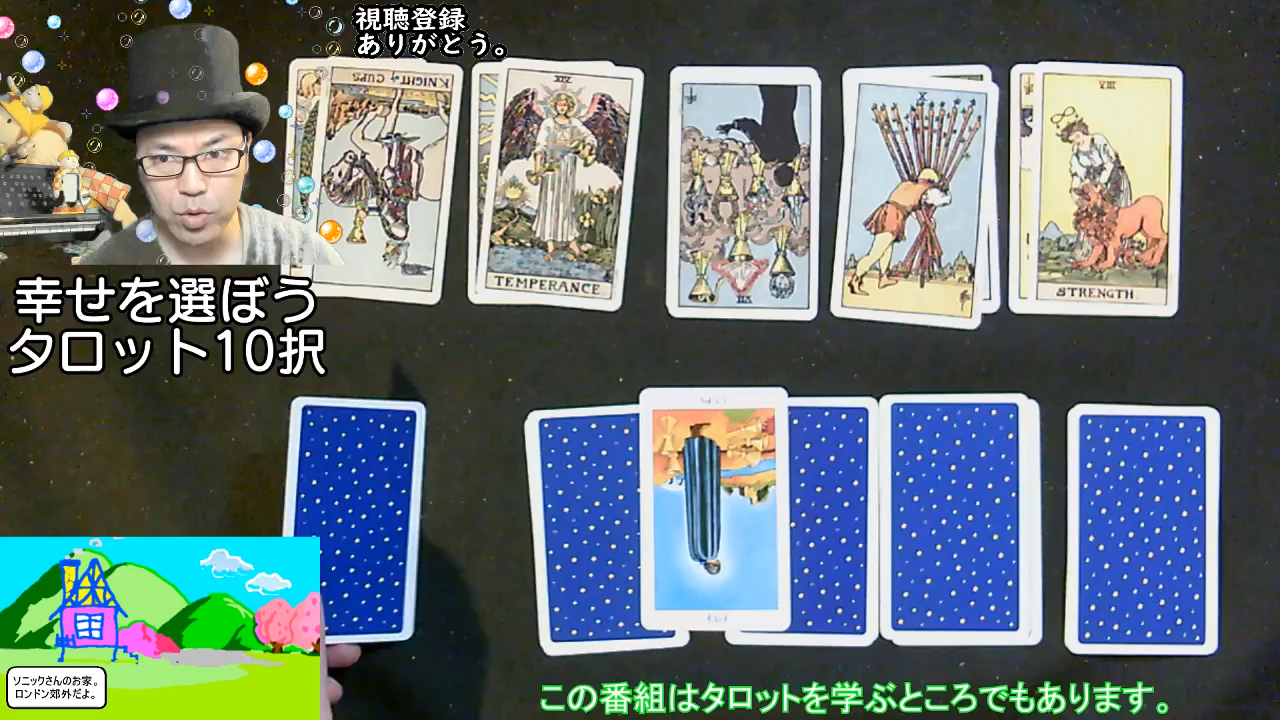 視聴登録
ありがとう。
KNIGHT of CUPS
XIV
TEMPERANCE
VII
X
VIII
STRENGTH
幸せを選ぼう
タロット10択
ソニックさんのお家。
ロンドン郊外だよ。
この番組はタロットを学ぶところでもあります。